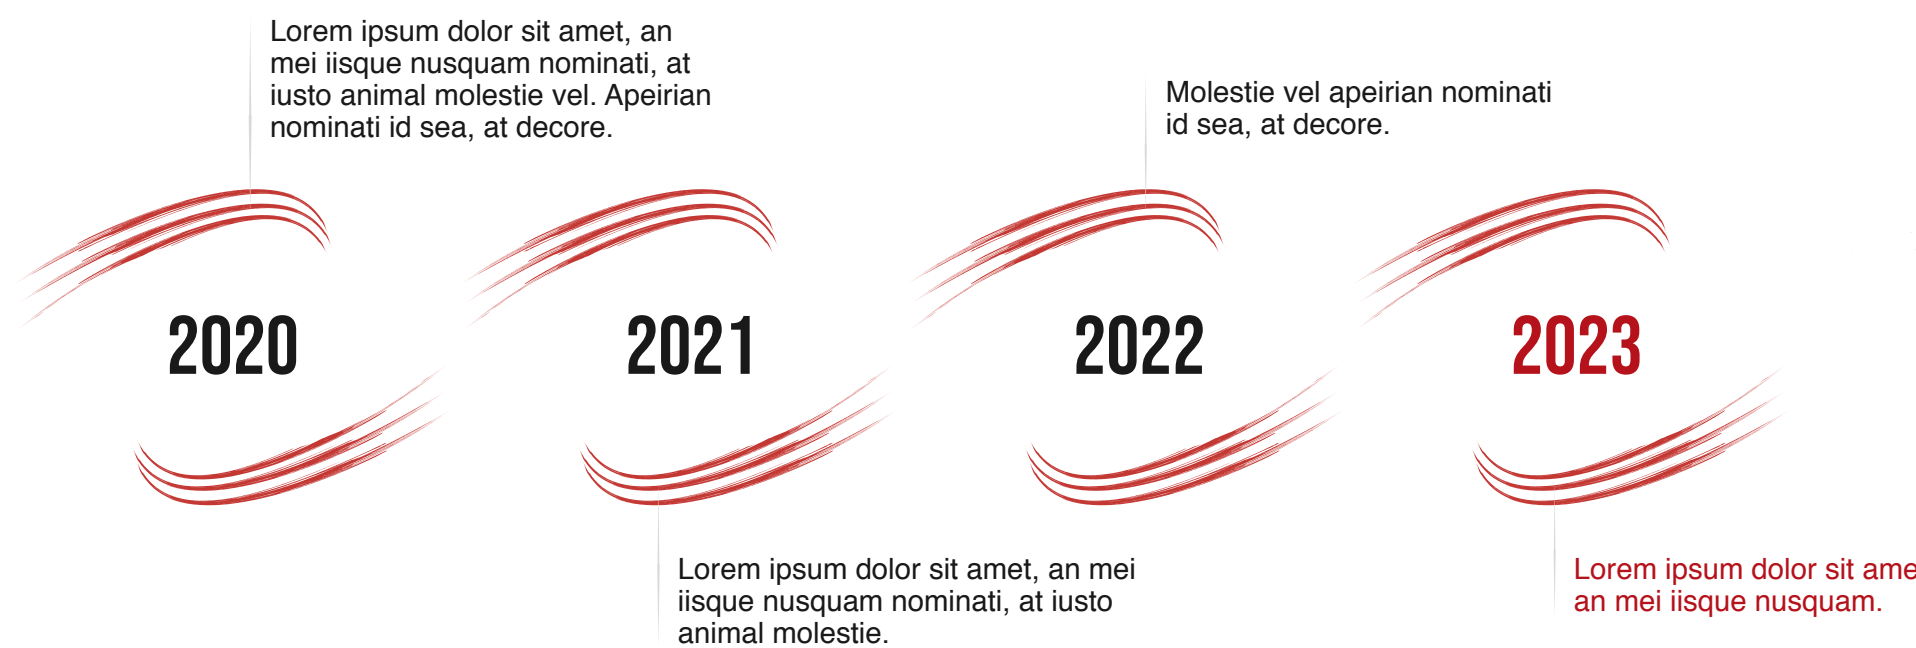 Lorem ipsum dolor sit amet, an
mei iisque nusquam nominati, at
iusto animal molestie vel. Apeirian
nominati id sea, at decore.
Molestie vel apeirian nominati
id sea, at decore.
2020
2021
2022
2023
Lorem ipsum dolor sit amet, an mei
iisque nusquam nominati, at iusto
animal molestie.
Lorem ipsum dolor sit ame
an mei iisque nusquam.